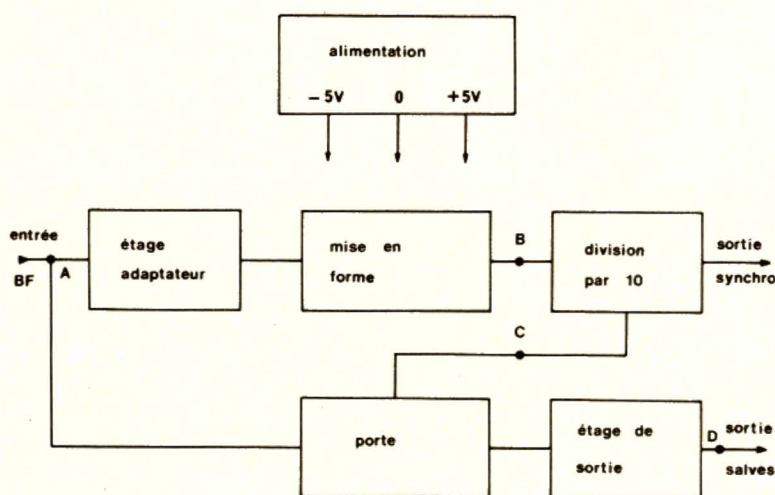 alimentation
− 5V 0 +5V
entrée
BF
A
étage
adaptateur
mise en
forme
B
division
par 10
sortie
synchro
C
porte
étage de
sortie
D
sortie
salves